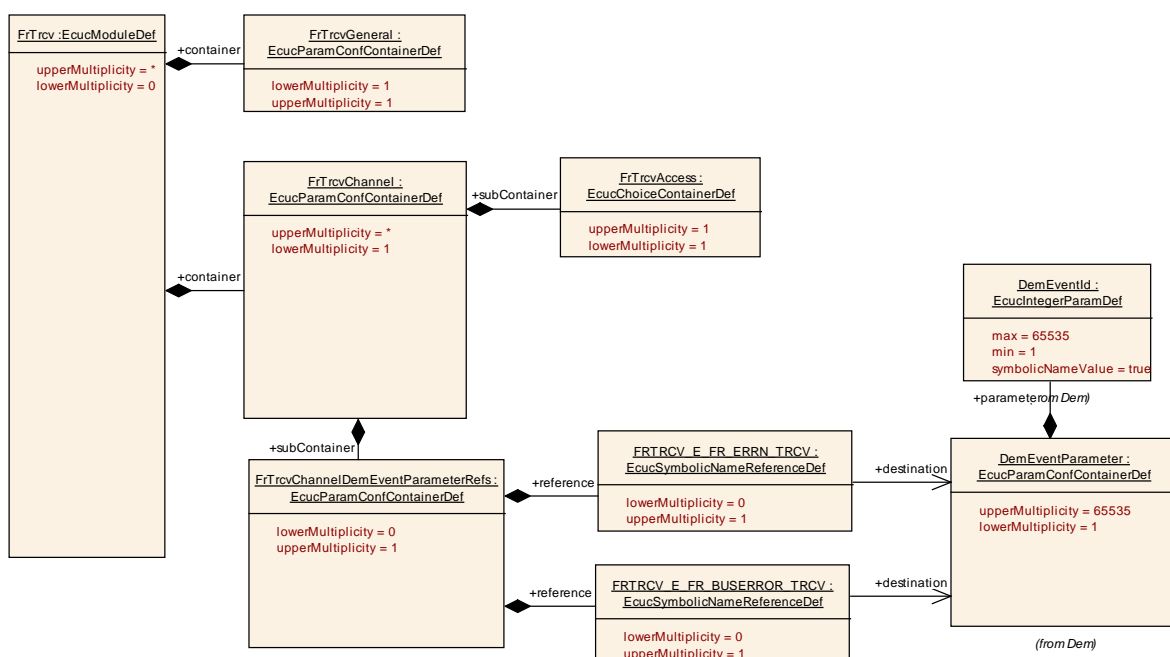 FrTrcv :EcucModuleDef
upperMultiplicity = *
lowerMultiplicity = 0
+container
FrTrcvGeneral :
EcucParamConfContainerDef
lowerMultiplicity = 1
upperMultiplicity = 1
+container
FrTrcvChannel :
EcucParamConfContainerDef
upperMultiplicity = *
lowerMultiplicity = 1
+subContainer
FrTrcvAccess :
EcucChoiceContainerDef
upperMultiplicity = 1
lowerMultiplicity = 1
DemEventId :
EcucIntegerParamDef
max = 65535
min = 1
symbolicNameValue = true
+parameter
(from Dem)
+subContainer
FrTrcvChannelDemEventParameterRefs :
EcucParamConfContainerDef
lowerMultiplicity = 0
upperMultiplicity = 1
+reference
FRTRCV_E_FR_ERRN_TRCV :
EcucSymbolicNameReferenceDef
lowerMultiplicity = 0
upperMultiplicity = 1
+destination
DemEventParameter :
EcucParamConfContainerDef
upperMultiplicity = 65535
lowerMultiplicity = 1
+reference
FRTRCV_E_FR_BUSERROR_TRCV :
EcucSymbolicNameReferenceDef
lowerMultiplicity = 0
upperMultiplicity = 1
+destination
(from Dem)